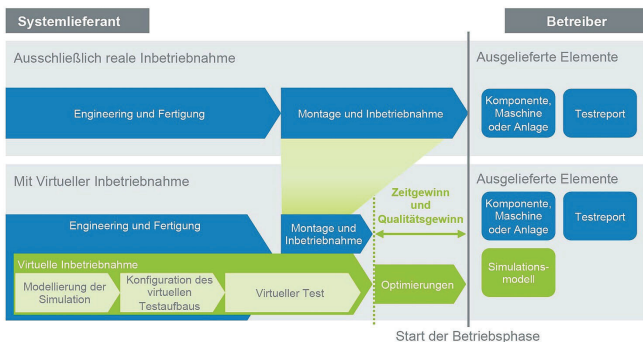 Systemlieferant
Betreiber
Ausschließlich reale Inbetriebnahme
Ausgelieferte Elemente
Engineering und Fertigung
Montage und Inbetriebnahme
Komponente,
Maschine
oder Anlage
Testreport
Mit Virtueller Inbetriebnahme
Ausgelieferte Elemente
Engineering und Fertigung
Montage und
Inbetriebnahme
Zeitgewinn
und
Qualitätsgewinn
Komponente,
Maschine
oder Anlage
Testreport
Virtuelle Inbetriebnahme
Modellierung der
Simulation
Konfiguration des
virtuellen
Testaufbaus
Virtueller Test
Optimierungen
Simulations-
modell
Start der Betriebsphase